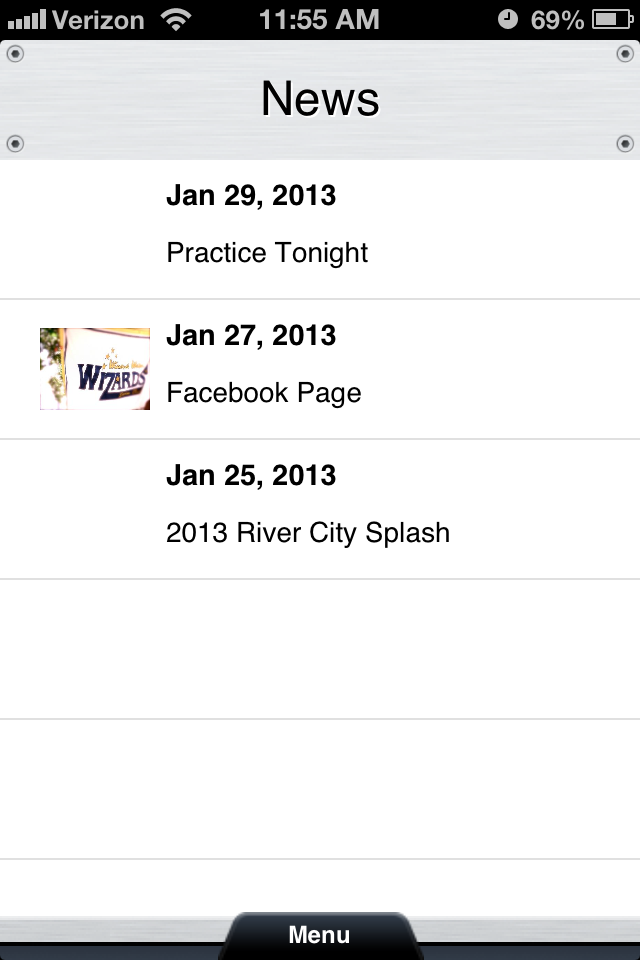 Verizon 11:55 AM 69%
News
Jan 29, 2013
Practice Tonight
WIZARDS
Jan 27, 2013
Facebook Page
Jan 25, 2013
2013 River City Splash
Menu